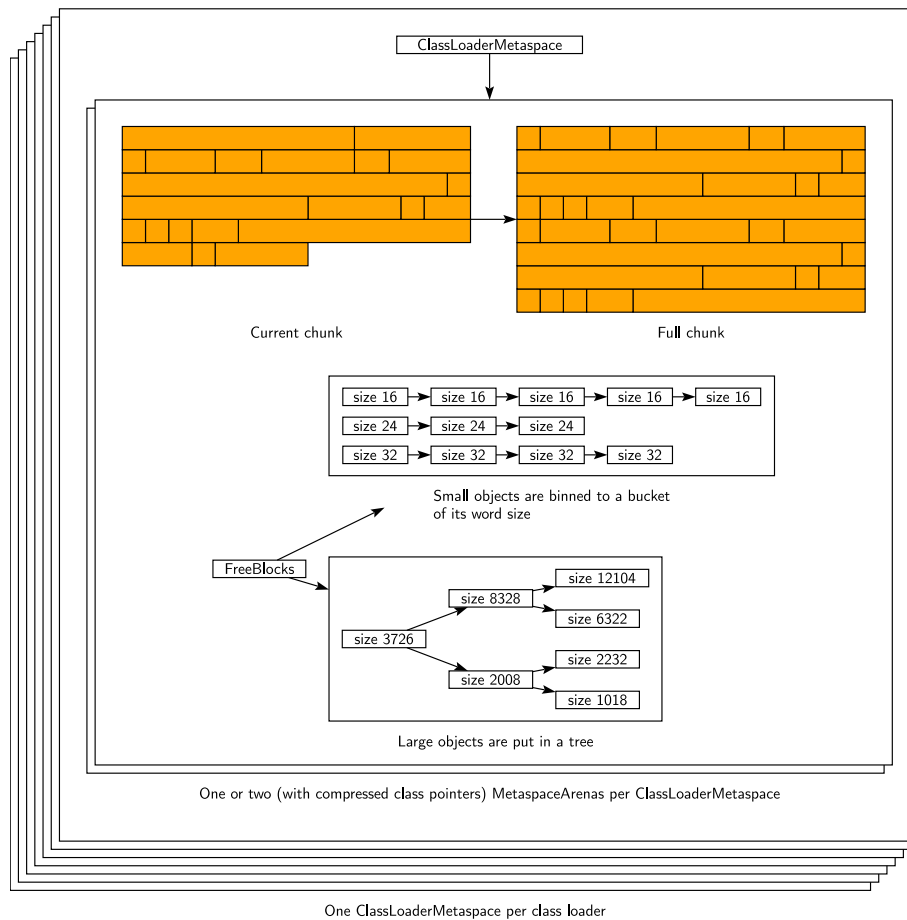 ClassLoaderMetaspace
Current chunk
Full chunk
size 16 size 16 size 16 size 16 size 16
size 24 size 24 size 24
size 32 size 32 size 32 size 32
Small objects are binned to a bucket
of its word size
FreeBlocks
size 12104
size 8328
size 6322
size 3726
size 2232
size 2008
size 1018
Large objects are put in a tree
One or two (with compressed class pointers) MetaspaceArenas per ClassLoaderMetaspace
One ClassLoaderMetaspace per class loader